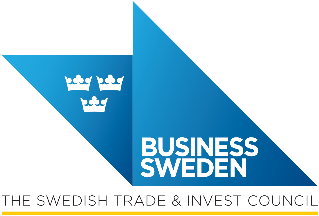 BUSINESS
SWEDEN
THE SWEDISH TRADE & INVEST COUNCIL